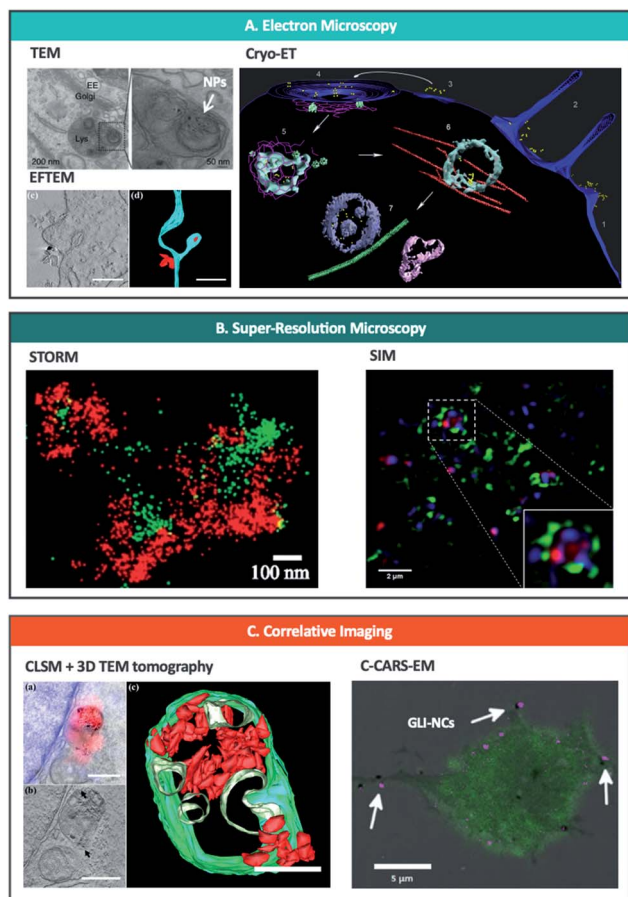 A. Electron Microscopy
TEM
Cryo-ET
EE
Golgi
Lys
NPs
200 nm
50 nm
EFTEM
(c)
(d)
4
3
2
5
6
7
1
B. Super-Resolution Microscopy
STORM
SIM
100 nm
2 µm
C. Correlative Imaging
CLSM + 3D TEM tomography
C-CARS-EM
(a)
(c)
GLI-NCs
(b)
5 µm